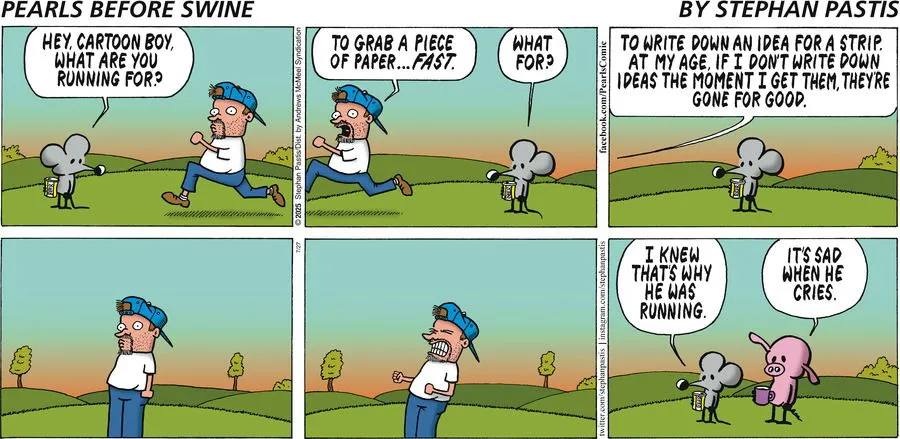 PEARLS BEFORE SWINE
BY STEPHAN PASTIS
HEY, CARTOON BOY,
WHAT ARE YOU
RUNNING FOR?
© 2025 Stephan Pastis/Dist. by Andrews McMeel Syndication
TO GRAB A PIECE
OF PAPER...FAST.
WHAT
FOR?
facebook.com/PearlsComic
TO WRITE DOWN AN IDEA FOR A STRIP.
AT MY AGE, IF I DON'T WRITE DOWN
IDEAS THE MOMENT I GET THEM, THEY'RE
GONE FOR GOOD.
7/27
twitter.com/stephanpastis | instagram.com/stephanpastis
I KNEW
THAT'S WHY
HE WAS
RUNNING.
IT'S SAD
WHEN HE
CRIES.